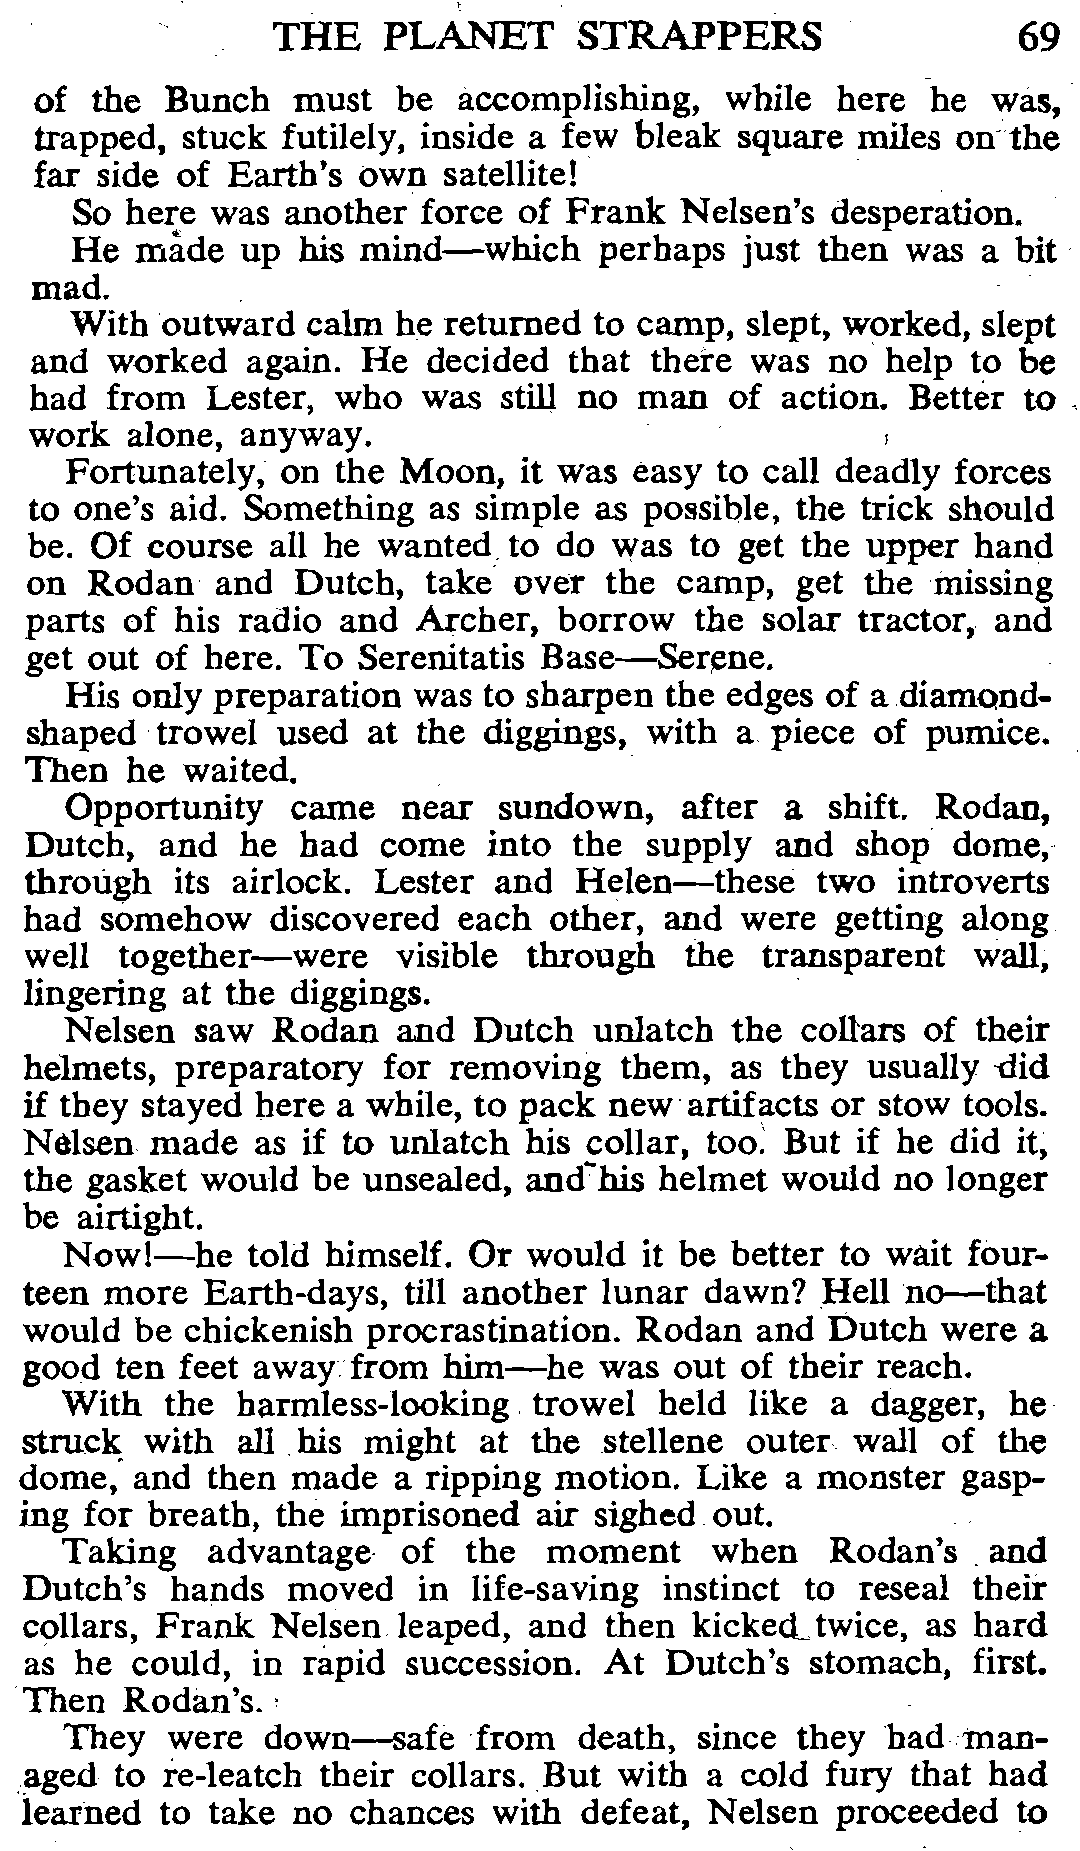 THE PLANET STRAPPERS 69
of the Bunch must be accomplishing, while here he was,
trapped, stuck futilely, inside a few bleak square miles on the
far side of Earth's own satellite!
So here was another force of Frank Nelsen's desperation.
He made up his mind—which perhaps just then was a bit
mad.
With outward calm he returned to camp, slept, worked, slept
and worked again. He decided that there was no help to be
had from Lester, who was still no man of action. Better to
work alone, anyway.
Fortunately, on the Moon, it was easy to call deadly forces
to one's aid. Something as simple as possible, the trick should
be. Of course all he wanted to do was to get the upper hand
on Rodan and Dutch, take over the camp, get the missing
parts of his radio and Archer, borrow the solar tractor, and
get out of here. To Serenitatis Base—Serene.
His only preparation was to sharpen the edges of a diamond-
shaped trowel used at the diggings, with a piece of pumice.
Then he waited.
Opportunity came near sundown, after a shift. Rodan,
Dutch, and he had come into the supply and shop dome,
through its airlock. Lester and Helen—these two introverts
had somehow discovered each other, and were getting along
well together—were visible through the transparent wall,
lingering at the diggings.
Nelsen saw Rodan and Dutch unlatch the collars of their
helmets, preparatory for removing them, as they usually did
if they stayed here a while, to pack new artifacts or stow tools.
Nelsen made as if to unlatch his collar, too. But if he did it,
the gasket would be unsealed, and his helmet would no longer
be airtight.
Now!—he told himself. Or would it be better to wait four-
teen more Earth-days, till another lunar dawn? Hell no—that
would be chickenish procrastination. Rodan and Dutch were a
good ten feet away from him—he was out of their reach.
With the harmless-looking trowel held like a dagger, he
struck with all his might at the stellene outer wall of the
dome, and then made a ripping motion. Like a monster gasp-
ing for breath, the imprisoned air sighed out.
Taking advantage of the moment when Rodan's and
Dutch's hands moved in life-saving instinct to reseal their
collars, Frank Nelsen leaped, and then kicked twice, as hard
as he could, in rapid succession. At Dutch's stomach, first.
Then Rodan's.
They were down—safe from death, since they had man-
aged to re-leatch their collars. But with a cold fury that had
learned to take no chances with defeat, Nelsen proceeded to